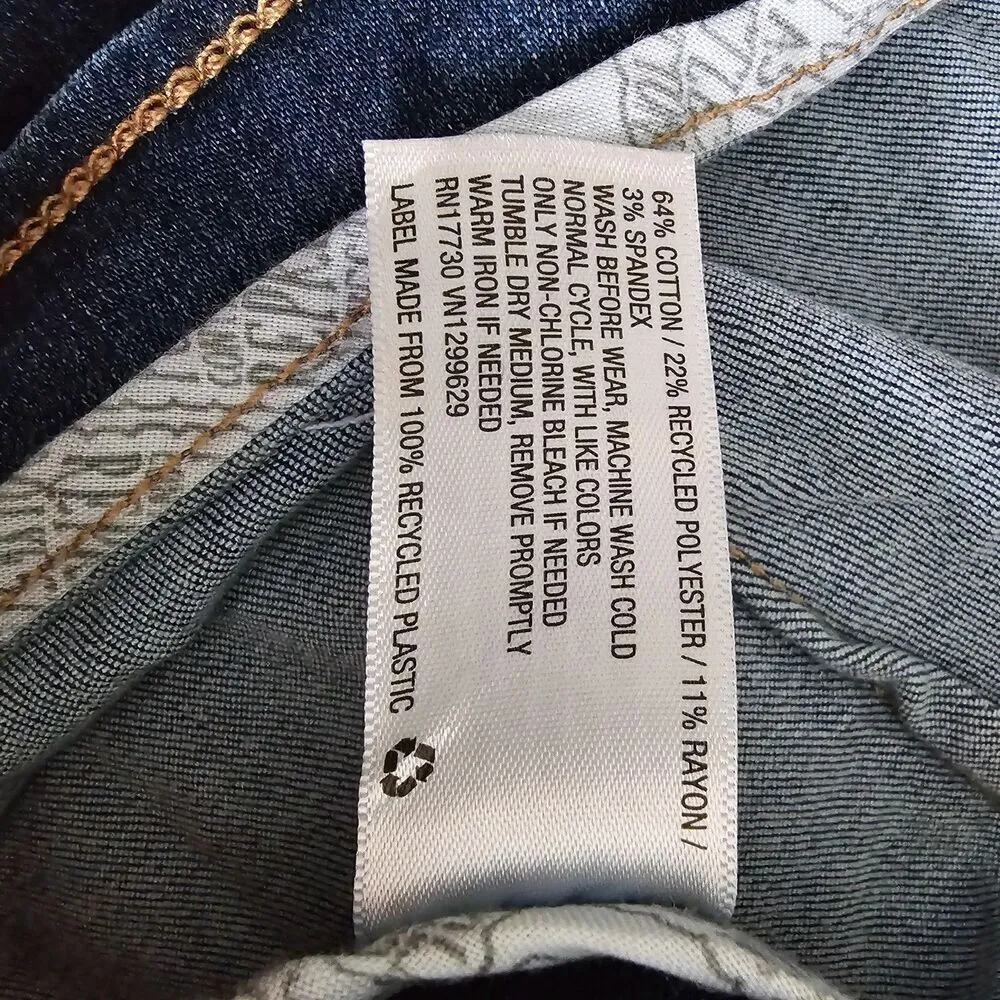 64% COTTON / 22% RECYCLED POLYESTER / 11% RAYON /
3% SPANDEX
WASH BEFORE WEAR, MACHINE WASH COLD
NORMAL CYCLE, WITH LIKE COLORS
ONLY NON-CHLORINE BLEACH IF NEEDED
TUMBLE DRY MEDIUM, REMOVE PROMPTLY
WARM IRON IF NEEDED
RN17730 VN1299629
LABEL MADE FROM 100% RECYCLED PLASTIC